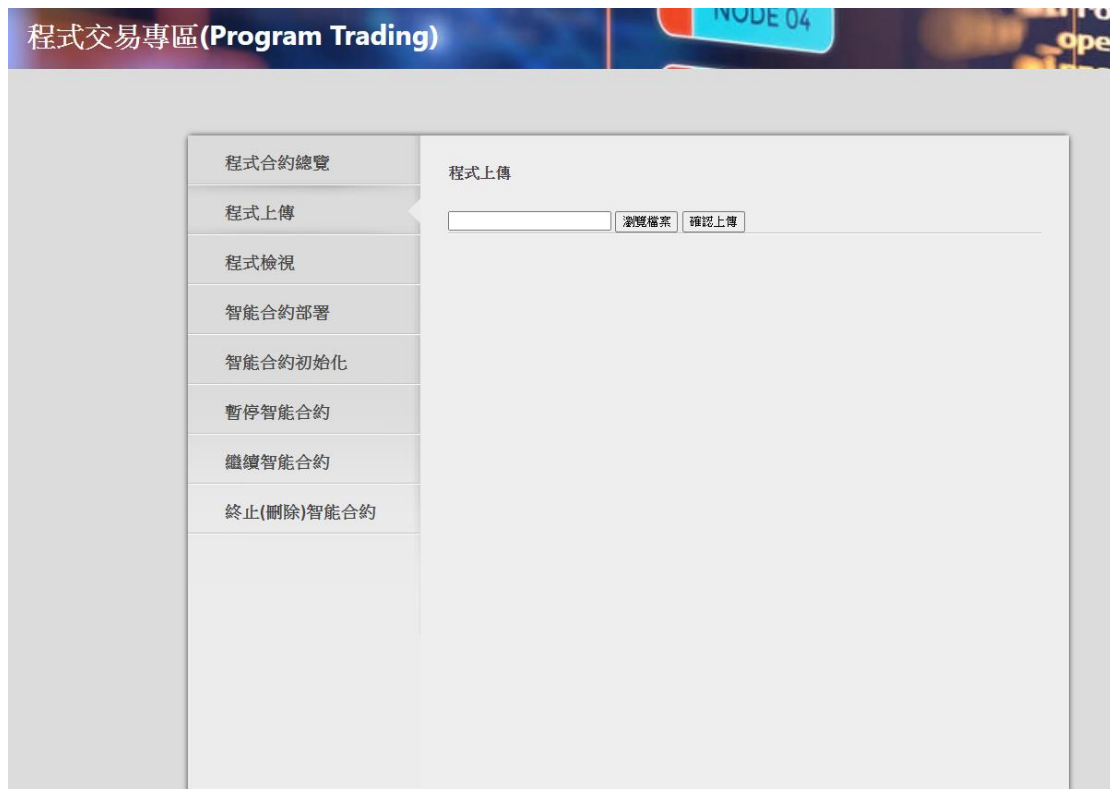 程式交易專區(Program Trading)
NODE 04
ope
程式合約總覽
程式上傳
程式檢視
智能合約部署
智能合約初始化
暫停智能合約
繼續智能合約
終止(刪除)智能合約
程式上傳
瀏覽檔案 確認上傳